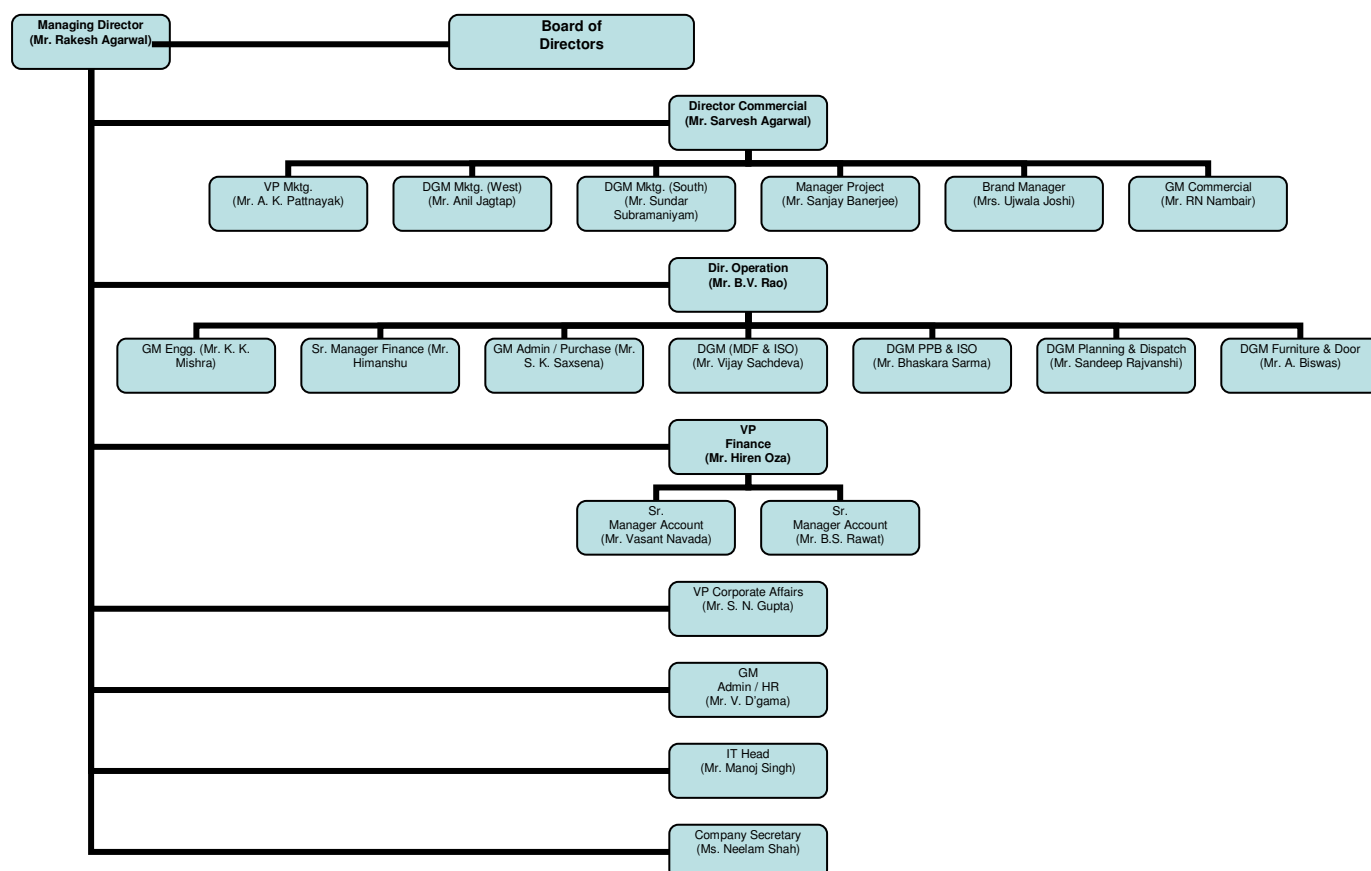 Managing Director
(Mr. Rakesh Agarwal)
Board of
Directors
Director Commercial
(Mr. Sarvesh Agarwal)
VP Mktg.
(Mr. A. K. Pattnayak)
DGM Mktg. (West)
(Mr. Anil Jagtap)
DGM Mktg. (South)
(Mr. Sundar
Subramaniyam)
Manager Project
(Mr. Sanjay Banerjee)
Brand Manager
(Mrs. Ujwala Joshi)
GM Commercial
(Mr. RN Nambair)
Dir. Operation
(Mr. B.V. Rao)
GM Engg. (Mr. K. K.
Mishra)
Sr. Manager Finance (Mr.
Himanshu
GM Admin / Purchase (Mr.
S. K. Saxsena)
DGM (MDF & ISO)
(Mr. Vijay Sachdeva)
DGM PPB & ISO
(Mr. Bhaskara Sarma)
DGM Planning & Dispatch
(Mr. Sandeep Rajvanshi)
DGM Furniture & Door
(Mr. A. Biswas)
VP
Finance
(Mr. Hiren Oza)
Sr.
Manager Account
(Mr. Vasant Navada)
Sr.
Manager Account
(Mr. B.S. Rawat)
VP Corporate Affairs
(Mr. S. N. Gupta)
GM
Admin / HR
(Mr. V. D'gama)
IT Head
(Mr. Manoj Singh)
Company Secretary
(Ms. Neelam Shah)